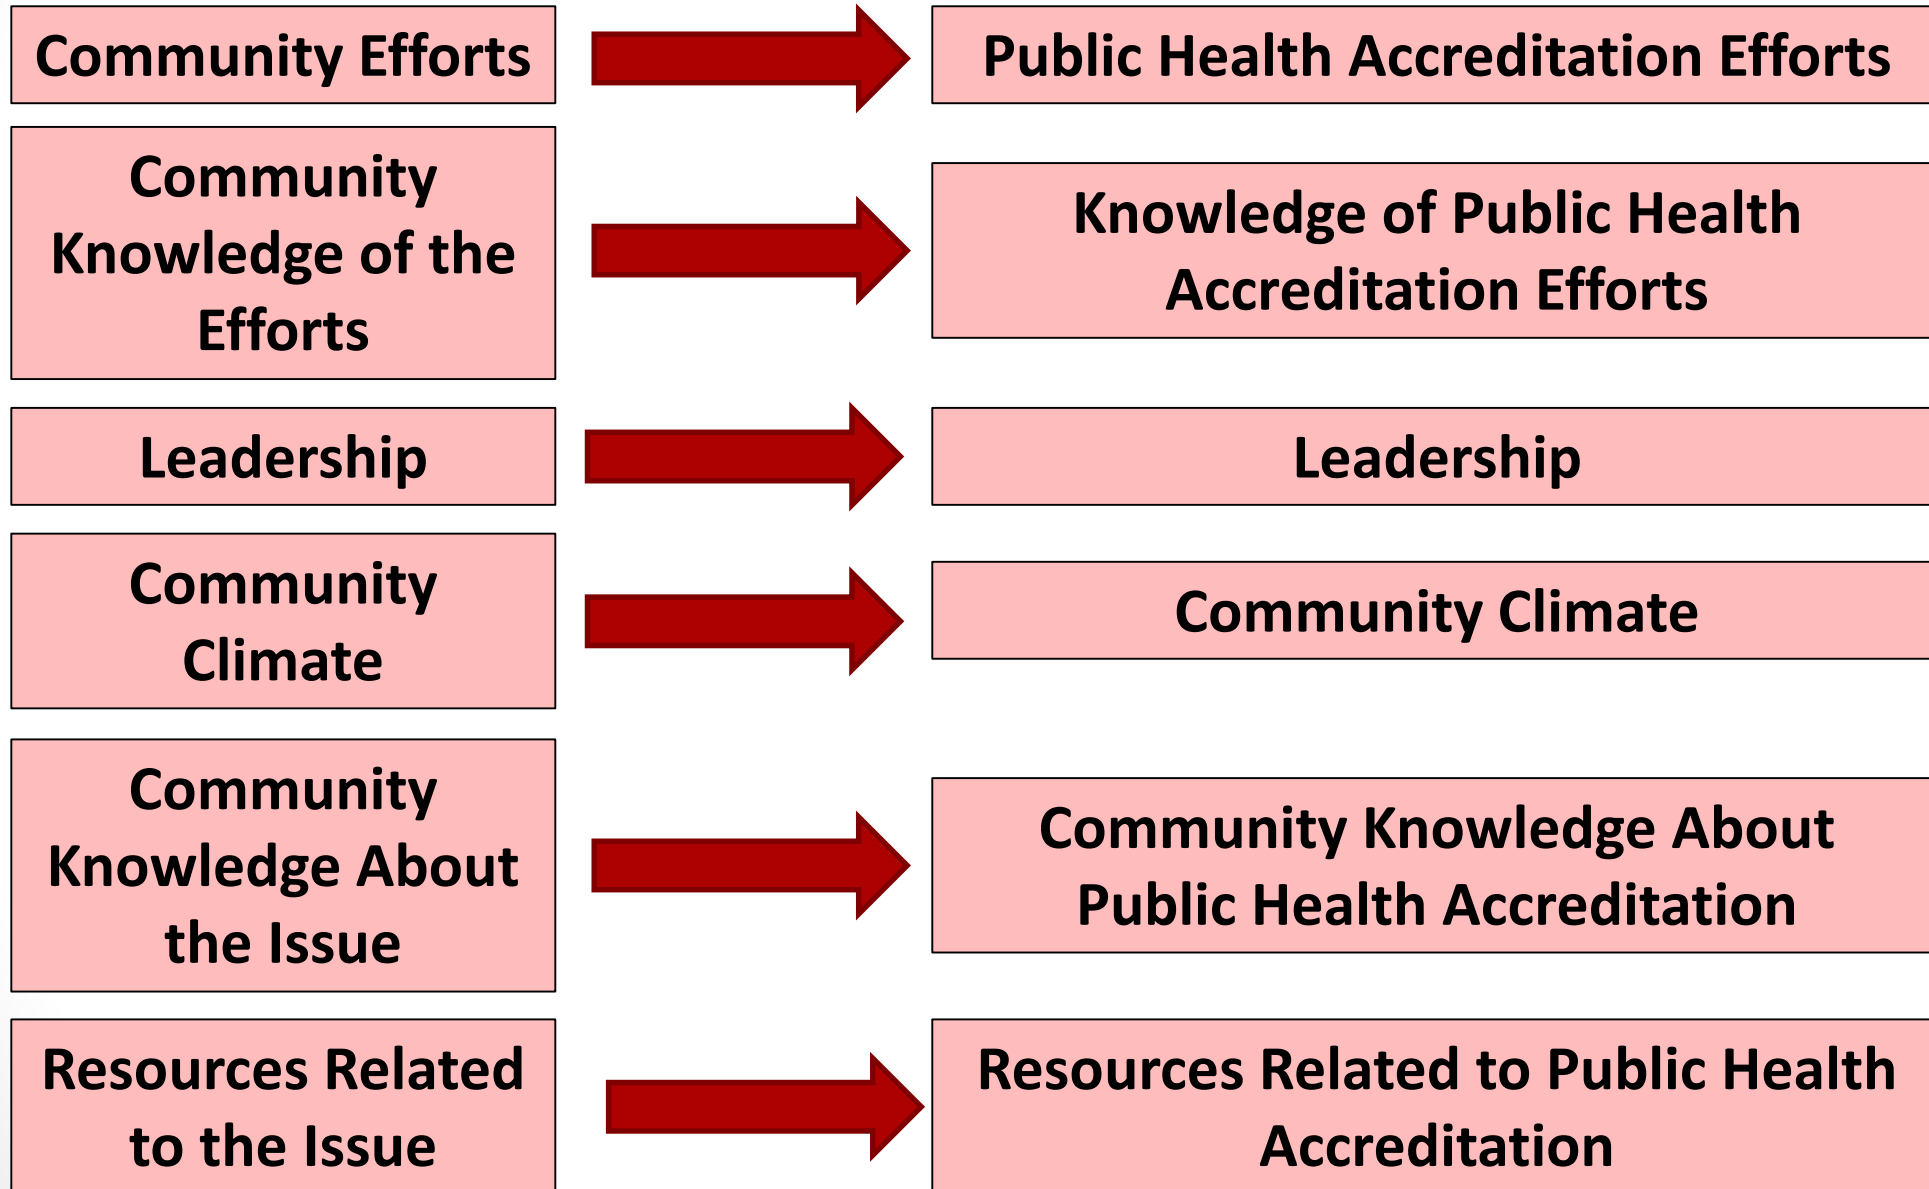 Community Efforts
Public Health Accreditation Efforts
Community
Knowledge of the
Efforts
Knowledge of Public Health
Accreditation Efforts
Leadership
Leadership
Community
Climate
Community Climate
Community
Knowledge About
the Issue
Community Knowledge About
Public Health Accreditation
Resources Related
to the Issue
Resources Related to Public Health
Accreditation